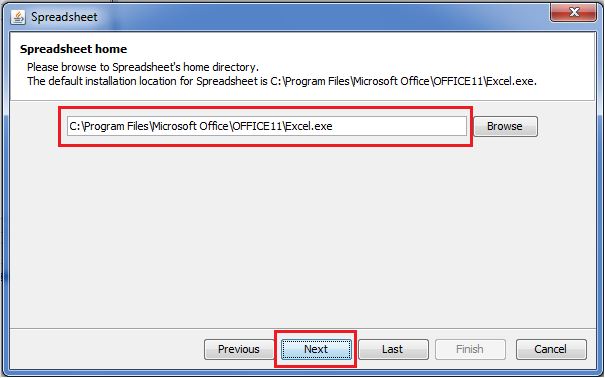 Spreadsheet
Spreadsheet home
Please browse to Spreadsheet's home directory.
The default installation location for Spreadsheet is C:\Program Files\Microsoft Office\OFFICE11\Excel.exe.
C:\Program Files\Microsoft Office\OFFICE11\Excel.exe
Browse
Previous
Next
Last
Finish
Cancel